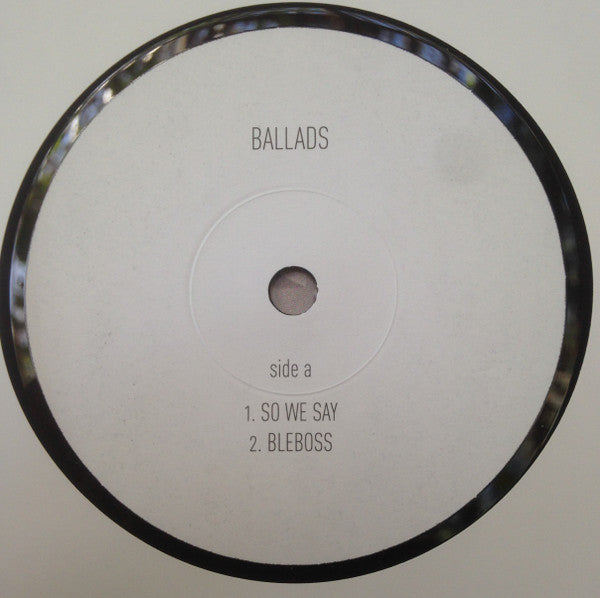 BALLADS
side a
1. SO WE SAY
2. BLEBOSS